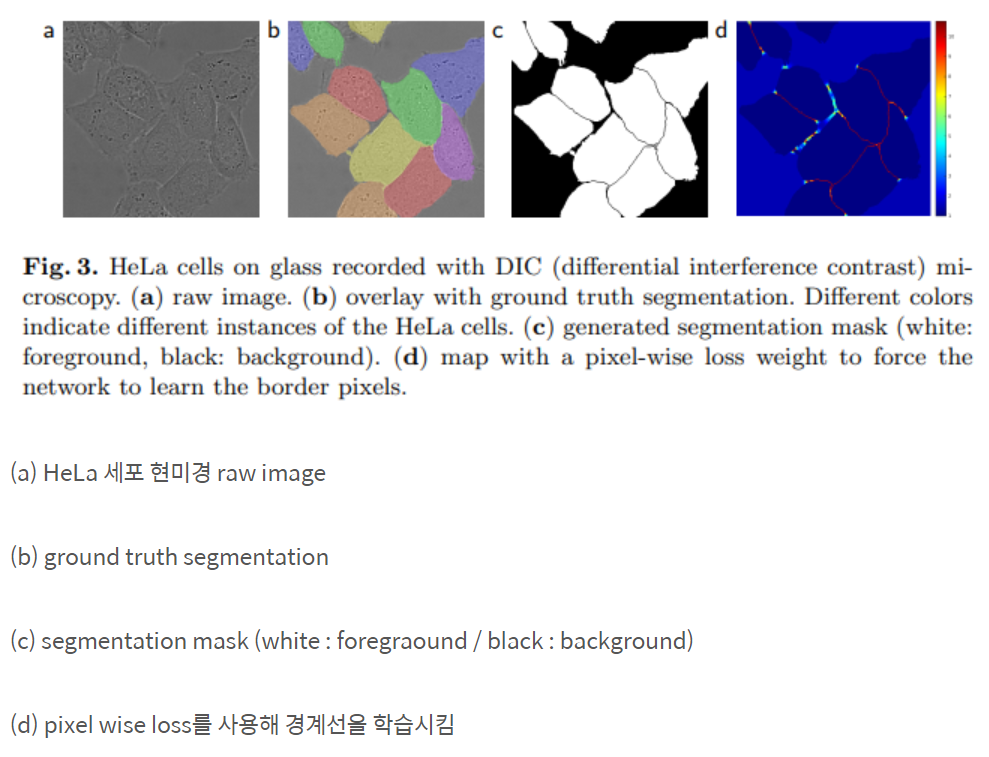 a b c d
Fig. 3. HeLa cells on glass recorded with DIC (differential interference contrast) mi-
croscopy. (a) raw image. (b) overlay with ground truth segmentation. Different colors
indicate different instances of the HeLa cells. (c) generated segmentation mask (white:
foreground, black: background). (d) map with a pixel-wise loss weight to force the
network to learn the border pixels.
(a) HeLa 세포 현미경 raw image
(b) ground truth segmentation
(c) segmentation mask (white : foregraound / black : background)
(d) pixel wise loss를 사용해 경계선을 학습시킴